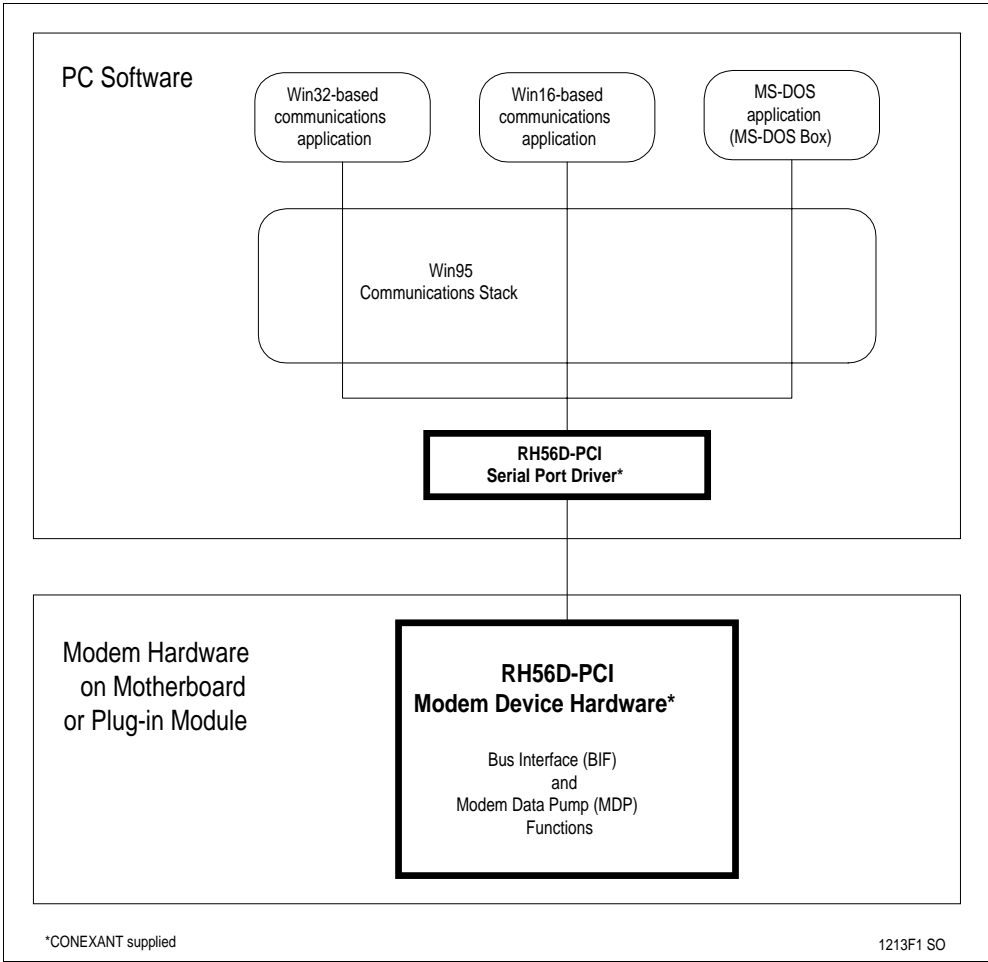 PC Software
Win32-based
communications
application
Win16-based
communications
application
MS-DOS
application
(MS-DOS Box)
Win95
Communications Stack
RH56D-PCI
Serial Port Driver*
Modem Hardware
on Motherboard
or Plug-in Module
RH56D-PCI
Modem Device Hardware*
Bus Interface (BIF)
and
Modem Data Pump (MDP)
Functions
*CONEXANT supplied
1213F1 SO